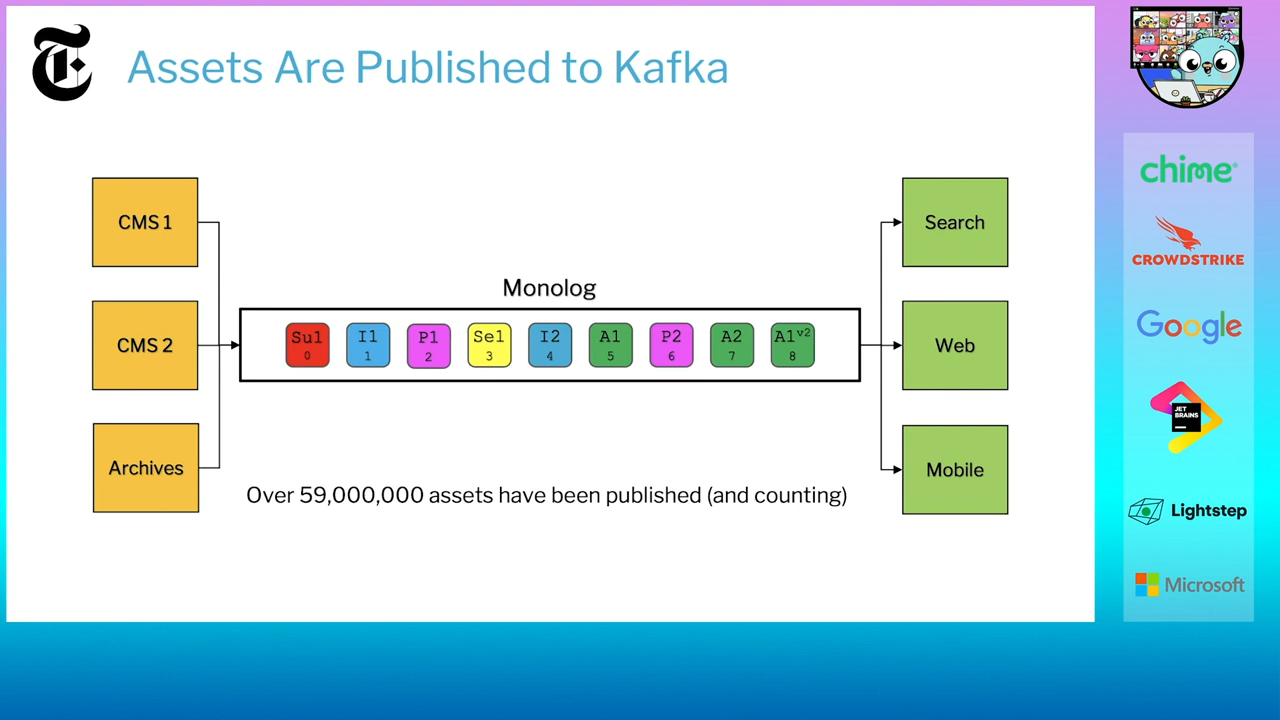 Assets Are Published to Kafka
CMS 1
CMS 2
Archives
Monolog
Su1
0
I1
1
P1
2
Se1
3
I2
4
A1
5
P2
6
A2
7
A1v2
8
Over 59,000,000 assets have been published (and counting)
Search
Web
Mobile
chime®
CROWDSTRIKE
Google
JET
BRAINS
Lightstep
Microsoft